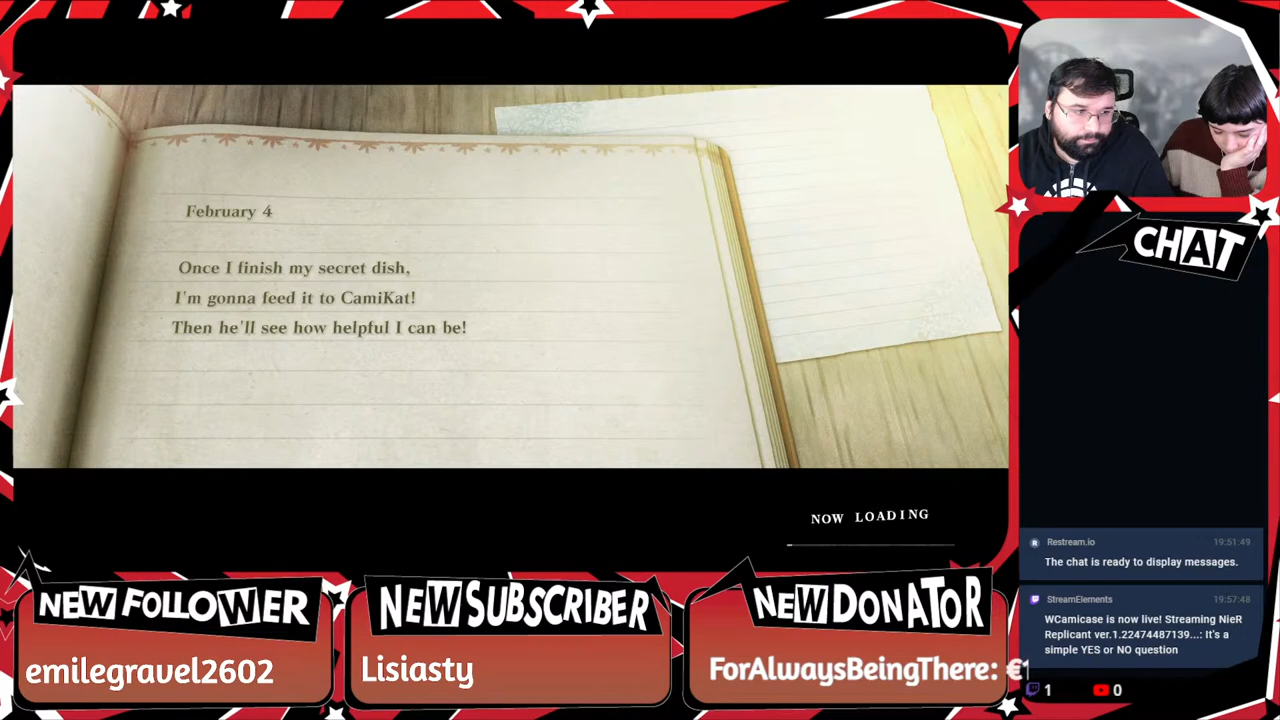 February 4
Once I finish my secret dish,
I'm gonna feed it to CamiKat!
Then he'll see how helpful I can be!
NOW LOADING
CHAT
Restream.io 19:51:49
The chat is ready to display messages.
StreamElements 19:57:48
WCamicase is now live! Streaming NieR
Replicant ver.1.22474487139...: It's a
simple YES or NO question
1 0
NEW FOLLOWER
emilegravel2602
NEW SUBSCRIBER
Lisiasty
NEW DONATOR
ForAlwaysBeingThere: €1